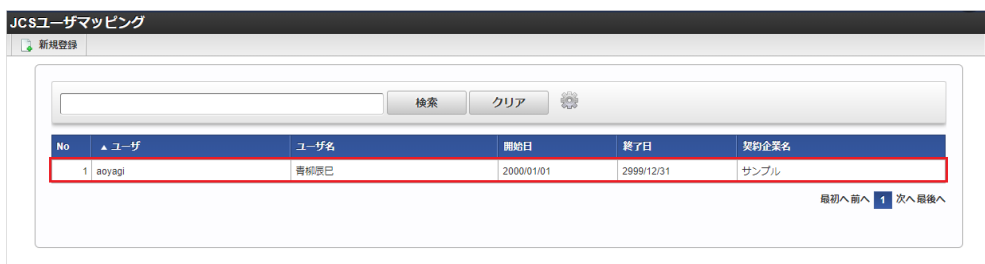 JCSユーザマッピング
新規登録
検索 クリア
No ▲ ユーザ ユーザ名 開始日 終了日 契約企業名
1 aoyagi 青柳辰巳 2000/01/01 2999/12/31 サンプル
最初へ 前へ 1 次へ 最後へ